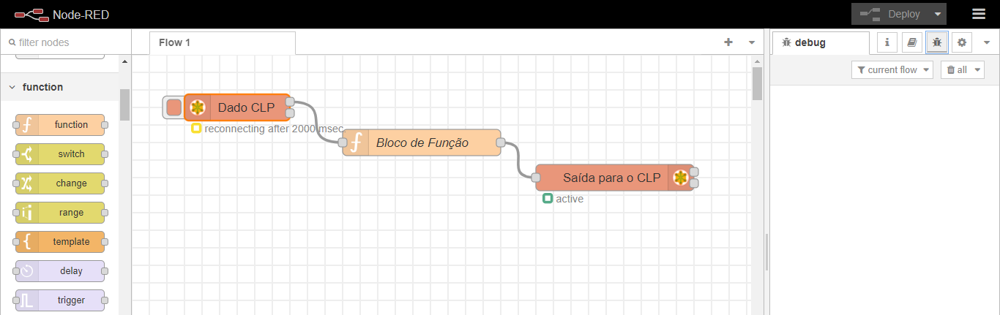 Node-RED
Deploy
filter nodes
Flow 1
debug
current flow
all
function
function
switch
change
range
template
delay
trigger
Dado CLP
reconnecting after 2000 msec.
Bloco de Função
Saída para o CLP
active